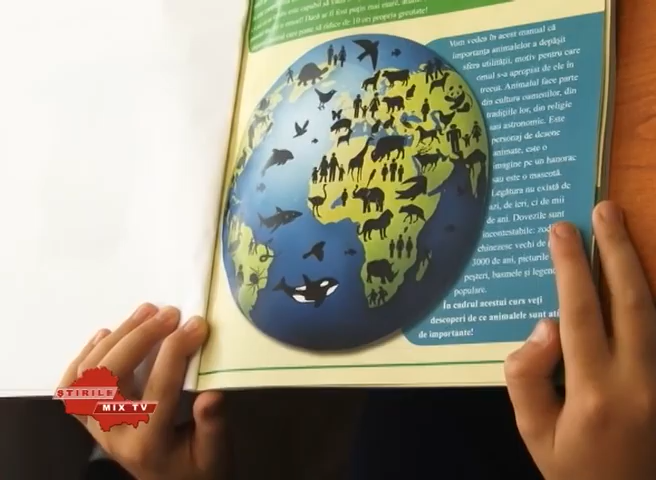 Vom vedea în acest manual că
importanța animalelor a depășit
sfera utilității, motiv pentru care
omul s-a apropiat de ele în
trecut. Animalul face parte
din cultura oamenilor, din
tradițiile lor, din religie
sau astronomie. Este
personaj de desene
animate, este o
imagine pe un hanorac
sau este o mascotă.
Legătura nu există de
azi, de ieri, ci de mii
de ani. Dovezile sunt
incontestabile:
chinezesc vechi de
3000 de ani, picturile
peșteri, basmele și
populare.
În cadrul acestui curs veți
descoperi de ce animalele sunt
de importante!
ȘTIRILE
MIX TV